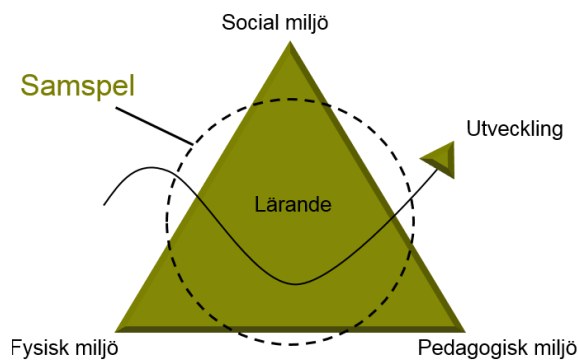 Social miljö
Samspel
Utveckling
Lärande
Fysisk miljö
Pedagogisk miljö